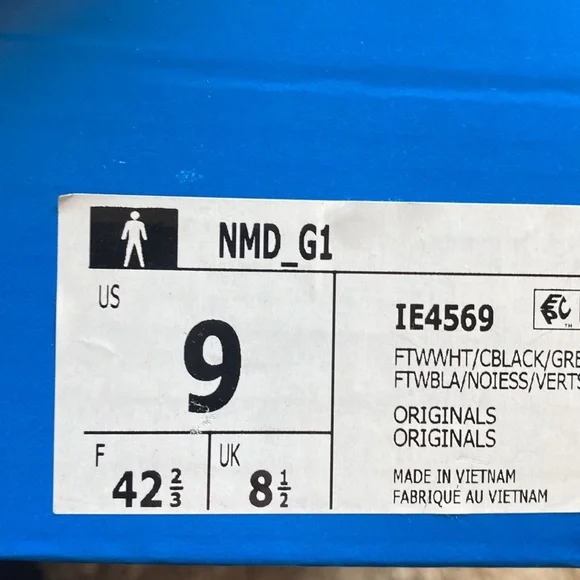 NMD_G1
US
9
F
42 2/3
UK
8 1/2
IE4569
FTWWHT/CBLACK/GRE
FTWBLA/NOIESS/VERTS
ORIGINALS
ORIGINALS
MADE IN VIETNAM
FABRIQUÉ AU VIETNAM